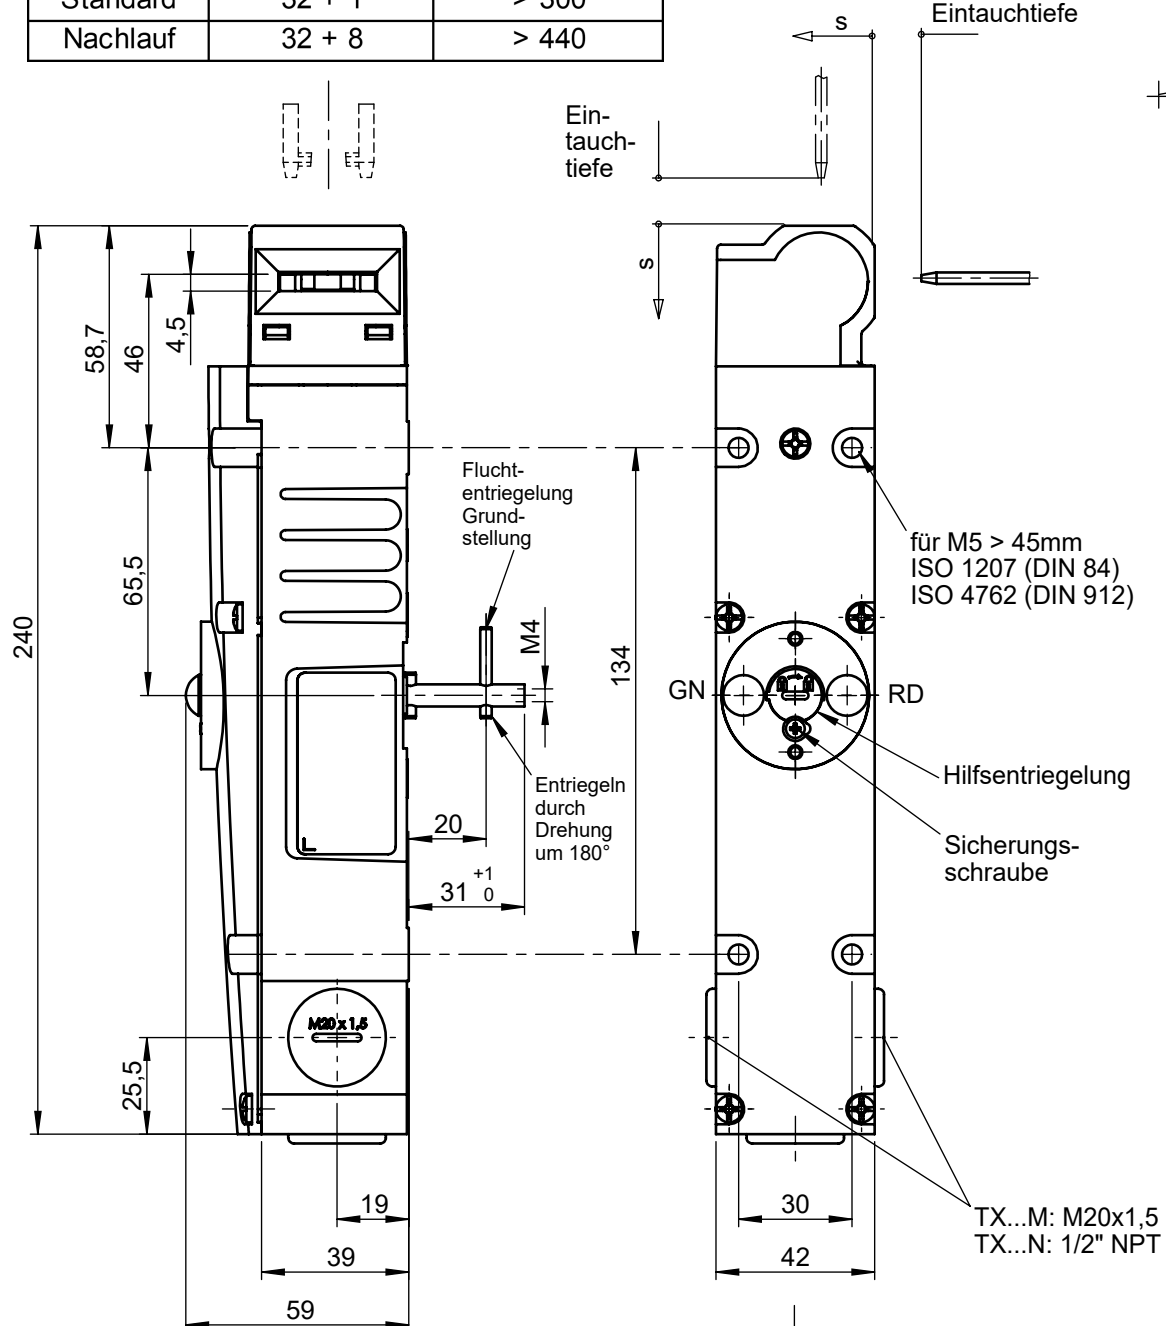 Standard 32 + 1 > 300
Nachlauf 32 + 8 > 440
Eintauchtiefe
s
Ein-
tauch-
tiefe
s
58,7
46
4,5
Flucht-
entriegelung
Grund-
stellung
für M5 > 45mm
ISO 1207 (DIN 84)
ISO 4762 (DIN 912)
65,5
240
M4
134
GN
RD
Hilfsentriegelung
Entriegeln
durch
Drehung
um 180°
20
Sicherungs-
schraube
31 +1 0
M20 x 1,5
25,5
19
30
TX...M: M20x1,5
TX...N: 1/2" NPT
39
42
59